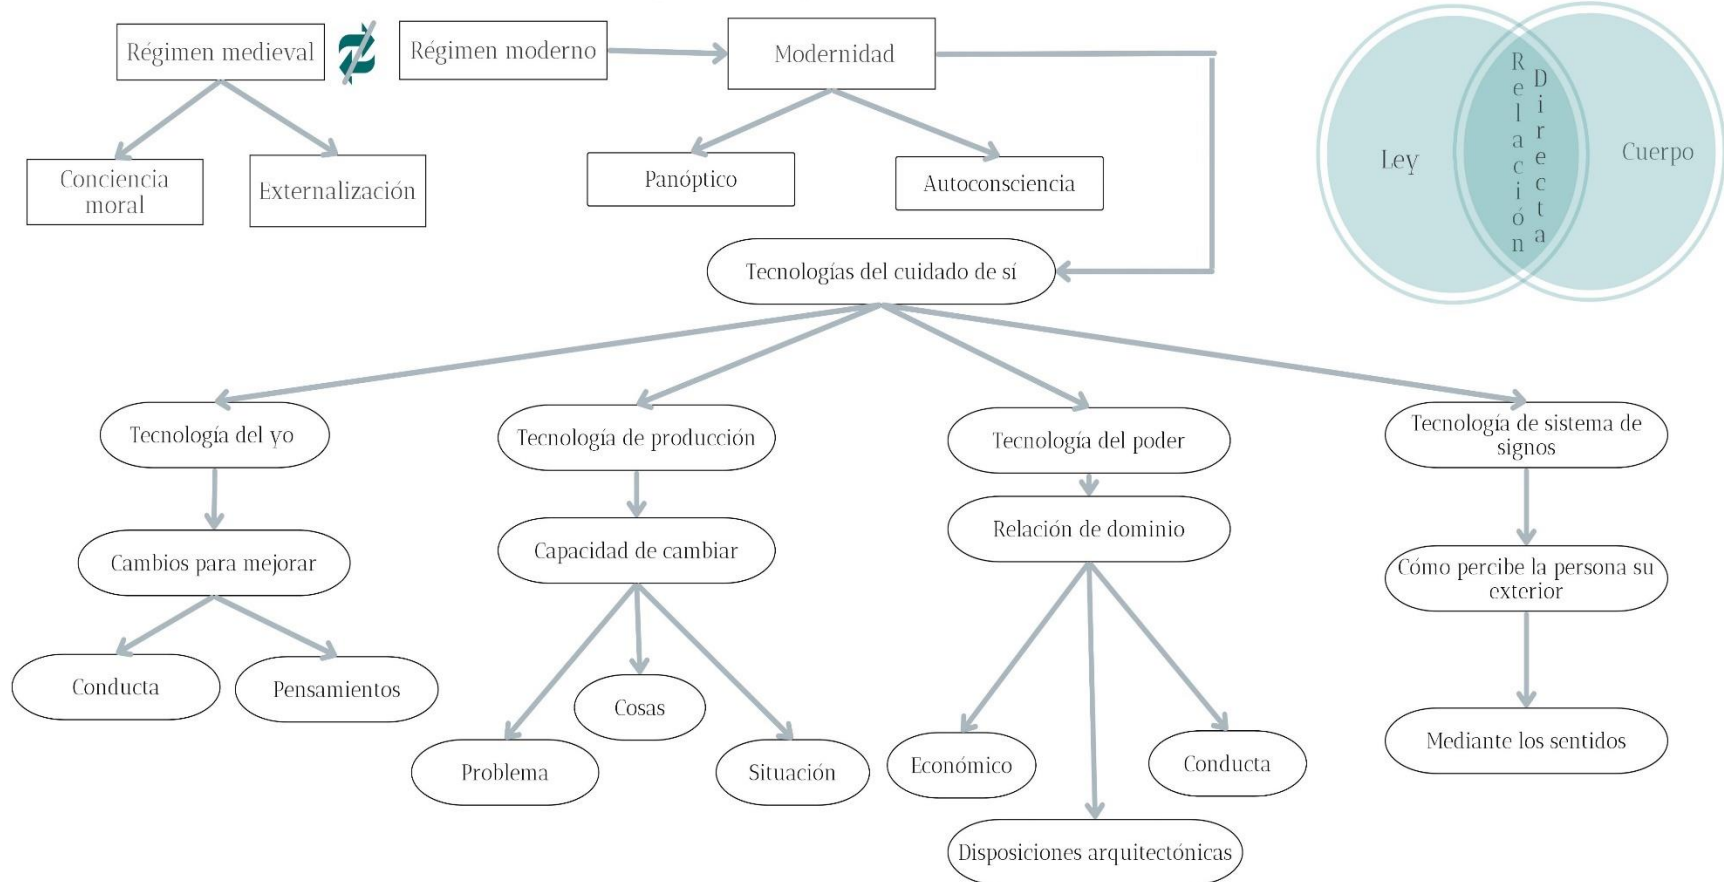 Régimen medieval
Régimen moderno
Modernidad
Conciencia
moral
Externalización
Panóptico
Autoconsciencia
Ley
Relación
Directa
Cuerpo
Tecnologías del cuidado de sí
Tecnología del yo
Tecnología de producción
Tecnología del poder
Tecnología de sistema de
signos
Cambios para mejorar
Capacidad de cambiar
Relación de dominio
Cómo percibe la persona su
exterior
Conducta
Pensamientos
Problema
Cosas
Situación
Económico
Disposiciones arquitectónicas
Conducta
Mediante los sentidos